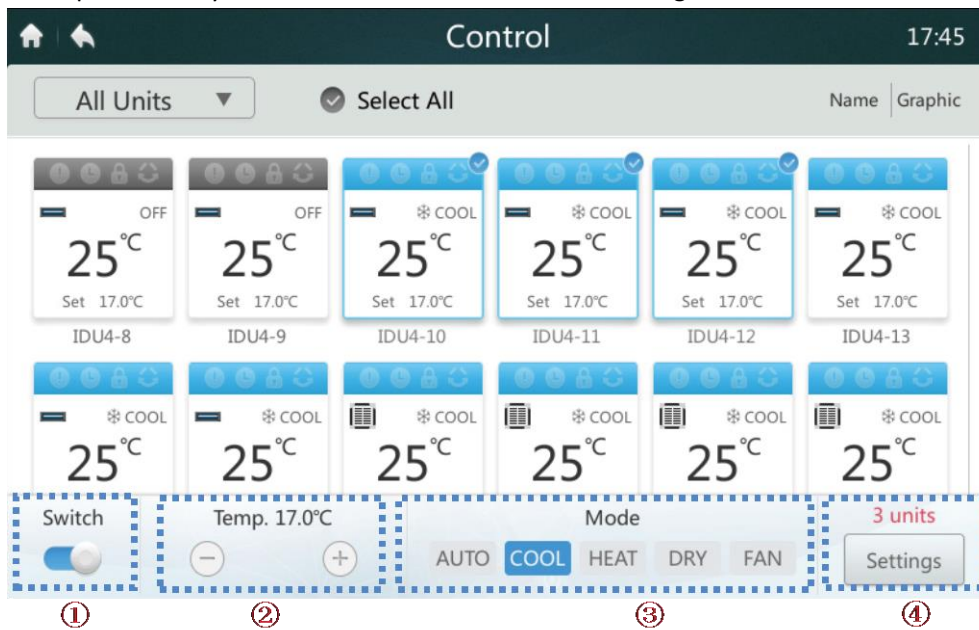 Control 17:45
All Units ▼ Select All Name Graphic
OFF OFF COOL COOL COOL COOL
25℃ 25℃ 25℃ 25℃ 25℃ 25℃
Set 17.0℃ Set 17.0℃ Set 17.0℃ Set 17.0℃ Set 17.0℃ Set 17.0℃
IDU4-8 IDU4-9 IDU4-10 IDU4-11 IDU4-12 IDU4-13
COOL COOL COOL COOL COOL COOL
25℃ 25℃ 25℃ 25℃ 25℃ 25℃
Switch Temp. 17.0℃ Mode 3 units
− + AUTO COOL HEAT DRY FAN Settings
① ② ③ ④